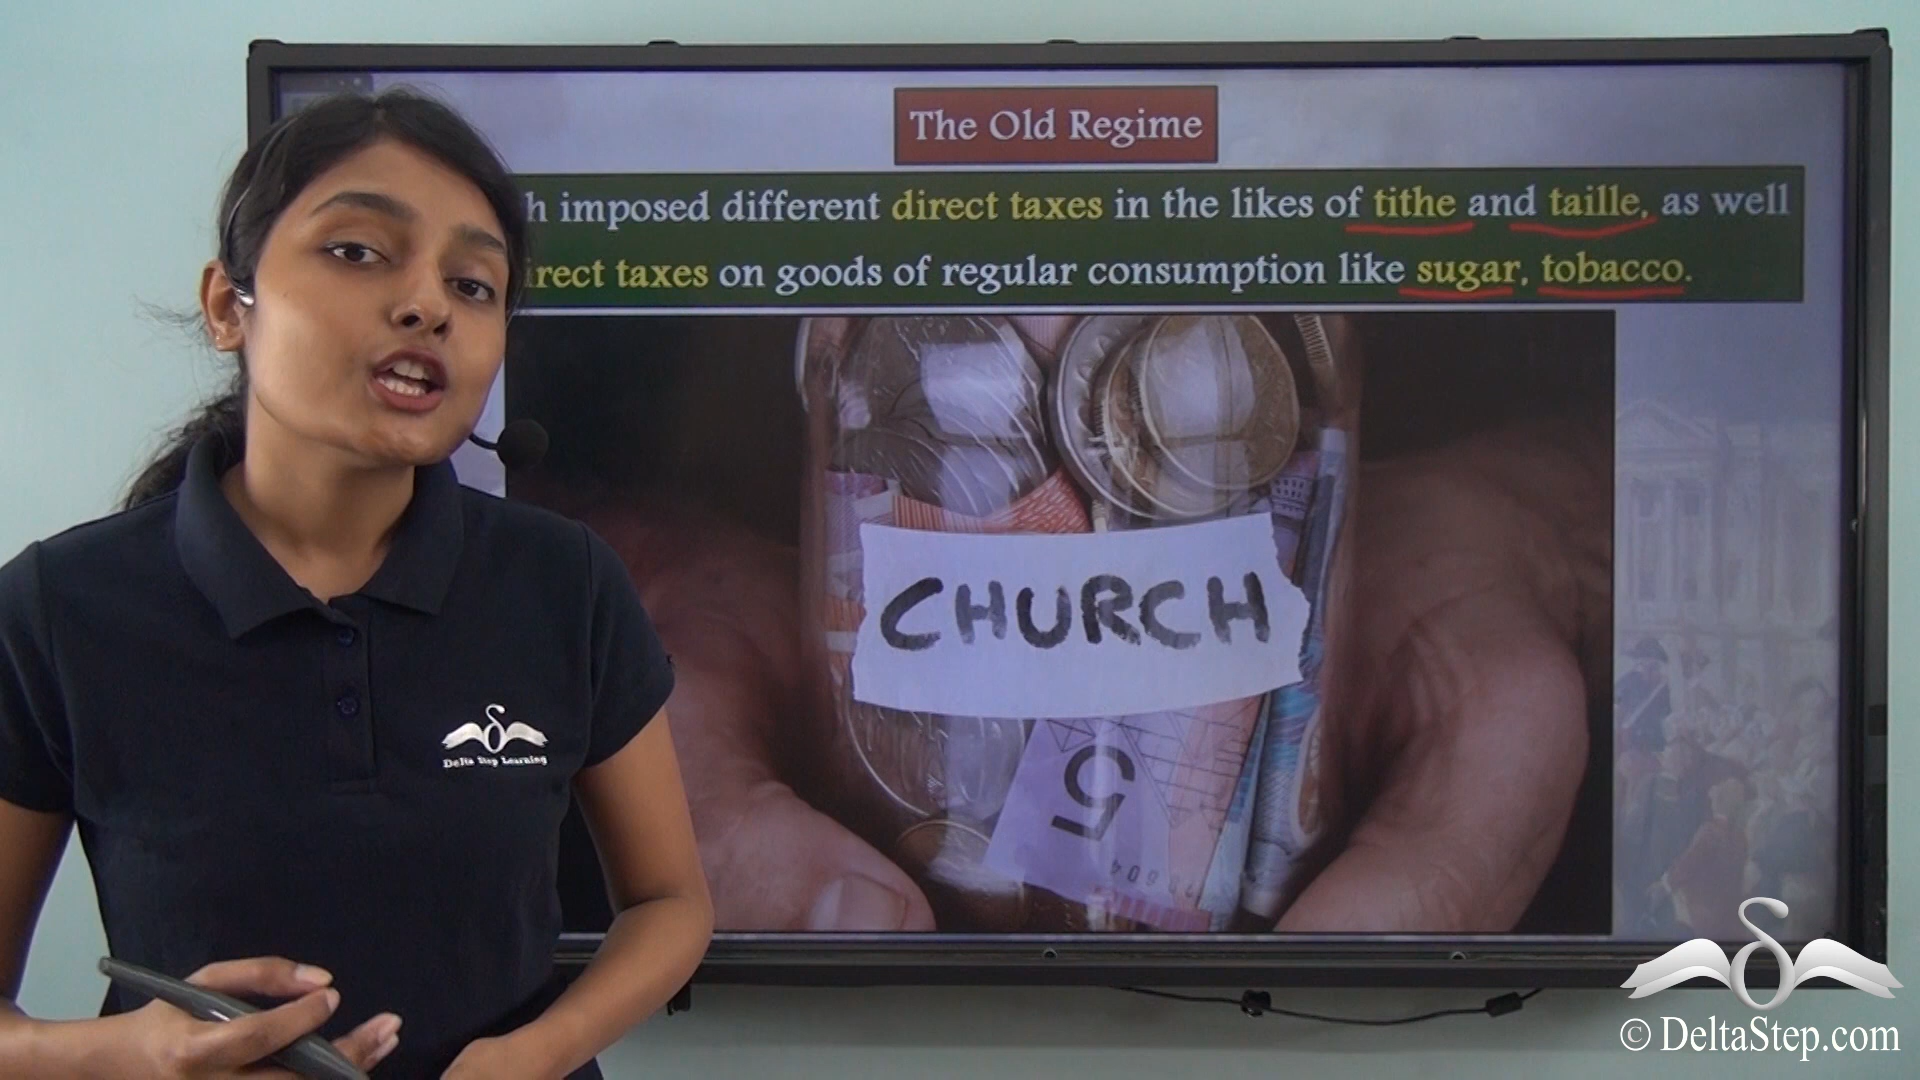 The Old Regime
imposed different direct taxes in the likes of tithe and taille, as well
taxes on goods of regular consumption like sugar, tobacco.
CHURCH
5
Delta Step Learning
© DeltaStep.com